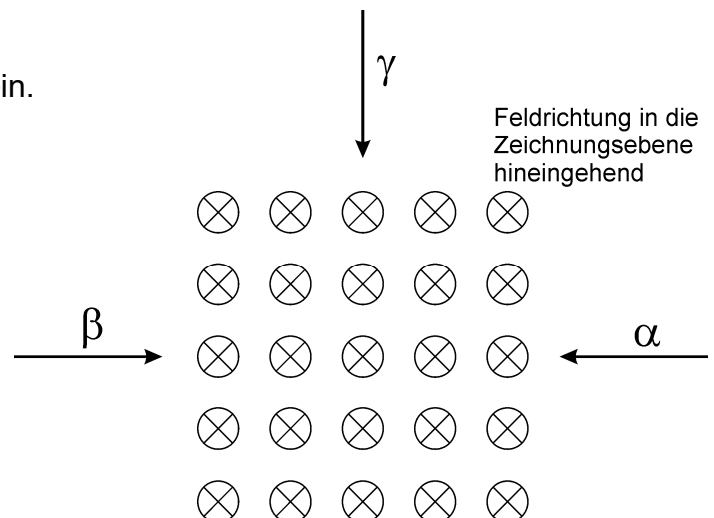 in.
γ
Feldrichtung in die
Zeichnungsebene
hineingehend
β
α